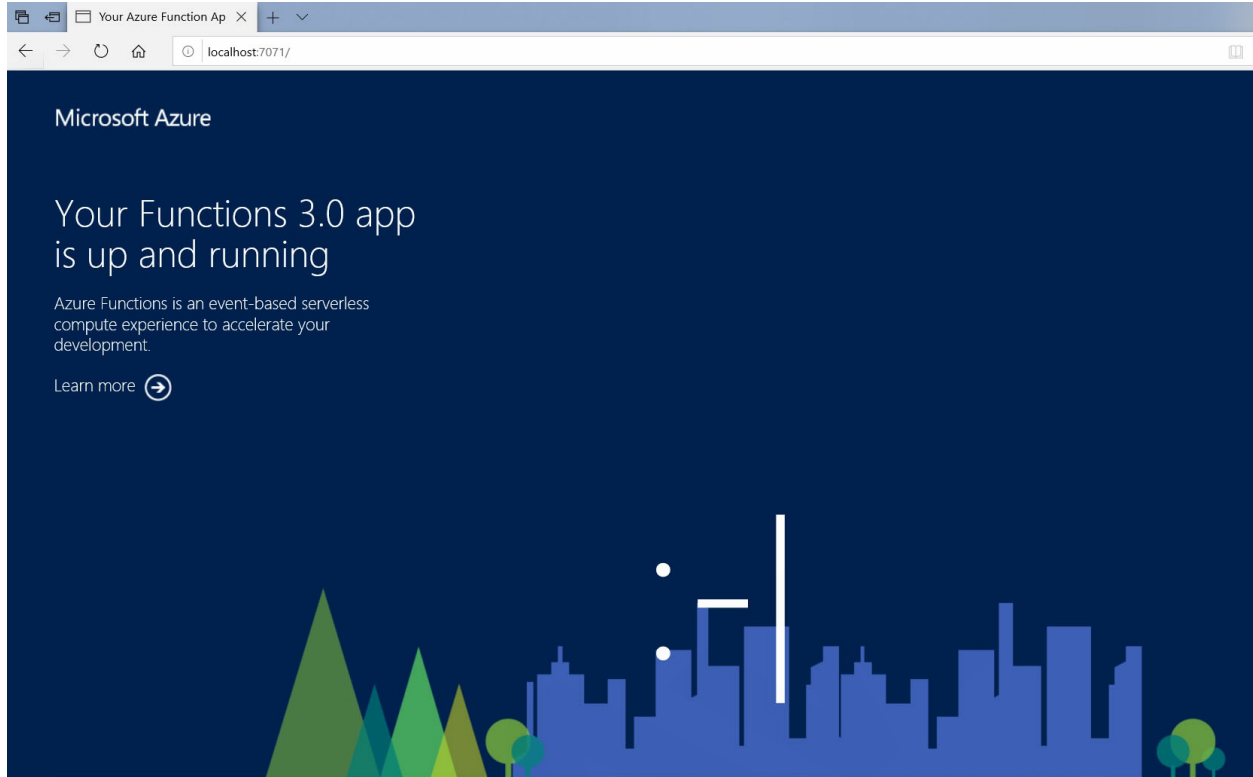 Your Azure Function Ap
localhost:7071/
Microsoft Azure
Your Functions 3.0 app
is up and running
Azure Functions is an event-based serverless
compute experience to accelerate your
development.
Learn more